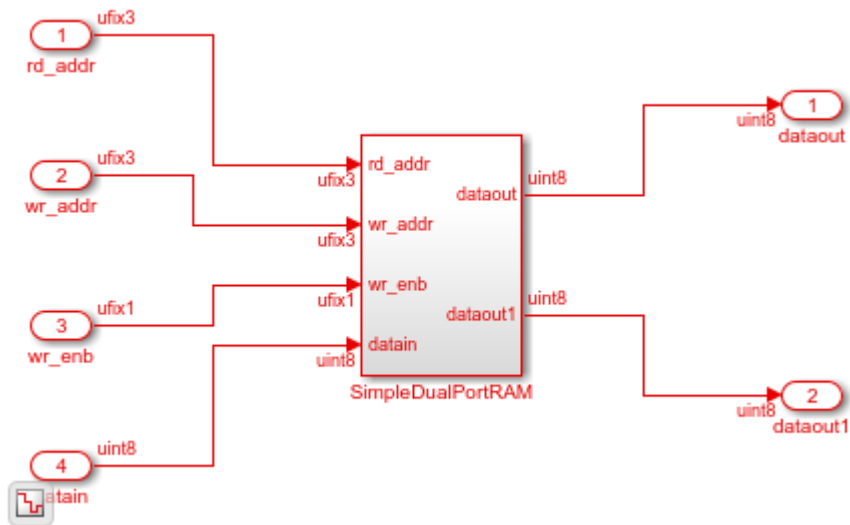 ufix3
1
rd_addr
ufix3
2
wr_addr
ufix1
3
wr_enb
uint8
4
ufix3
rd_addr
ufix3
wr_addr
ufix1
wr_enb
uint8
datain
dataout
uint8
dataout1
uint8
SimpleDualPortRAM
1
uint8
dataout
2
uint8
dataout1